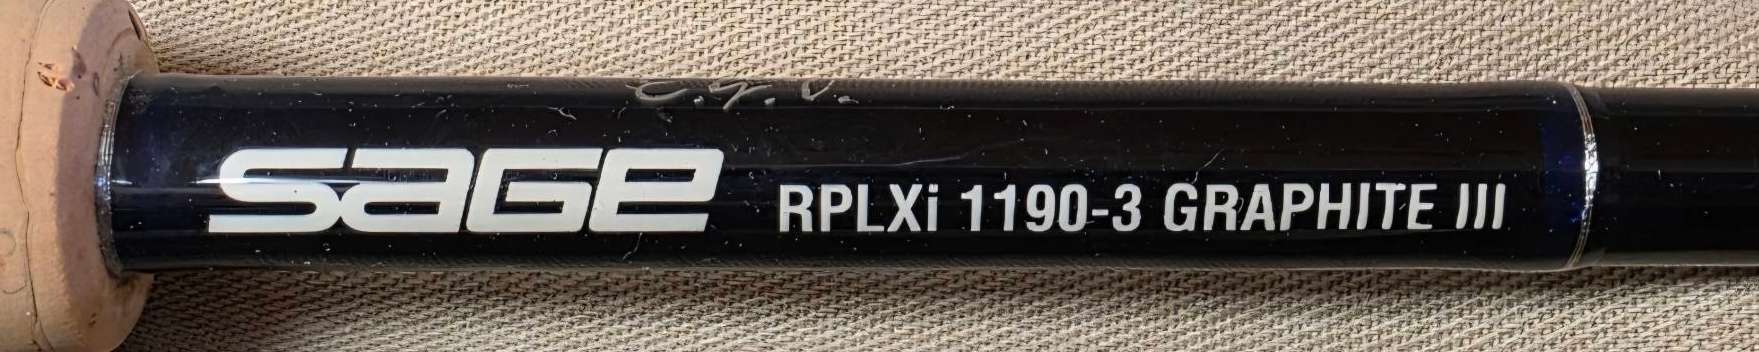 SAGE RPLXi 1190-3 GRAPHITE III